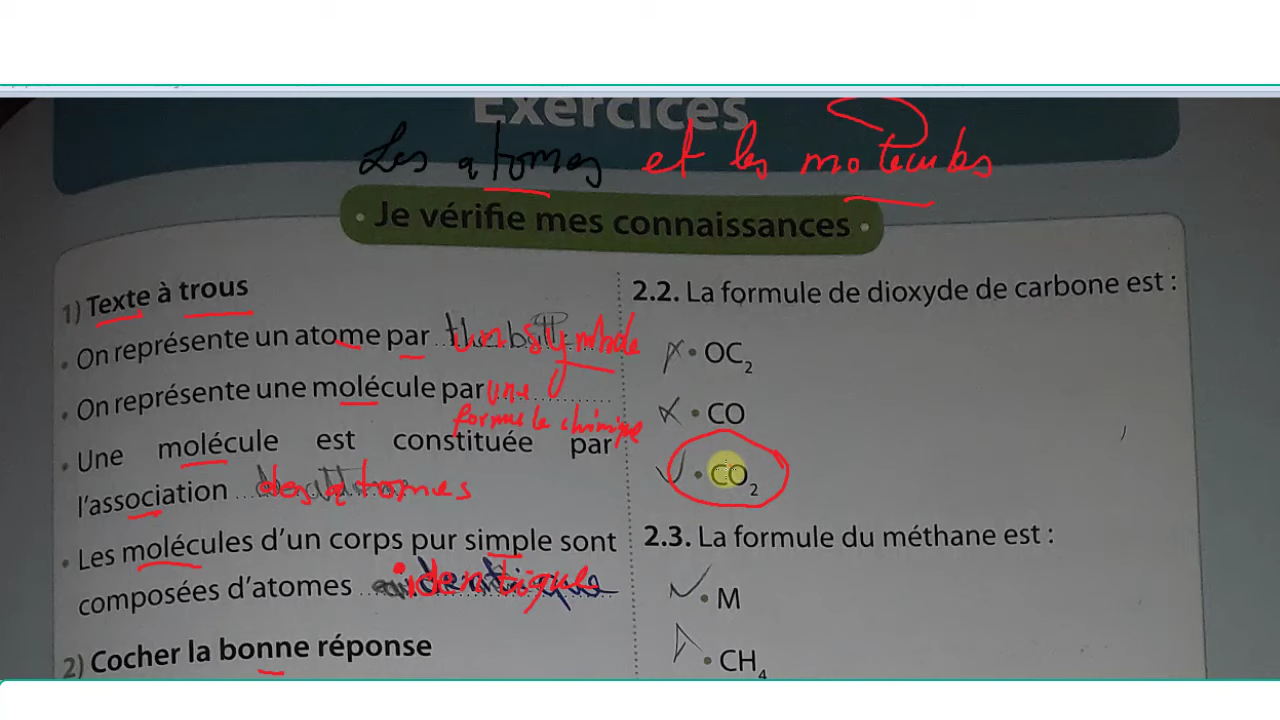 Exercices
Les atomes et les molecules
• Je vérifie mes connaissances •
1) Texte à trous
• On représente un atome par un symbole
• On représente une molécule par une
formule chimique
• Une molécule est constituée par
l'association des atomes
• Les molécules d'un corps pur simple sont
composées d'atomes identique
2) Cocher la bonne réponse
2.2. La formule de dioxyde de carbone est :
• OC₂
• CO
• CO₂
2.3. La formule du méthane est :
• M
• CH₄